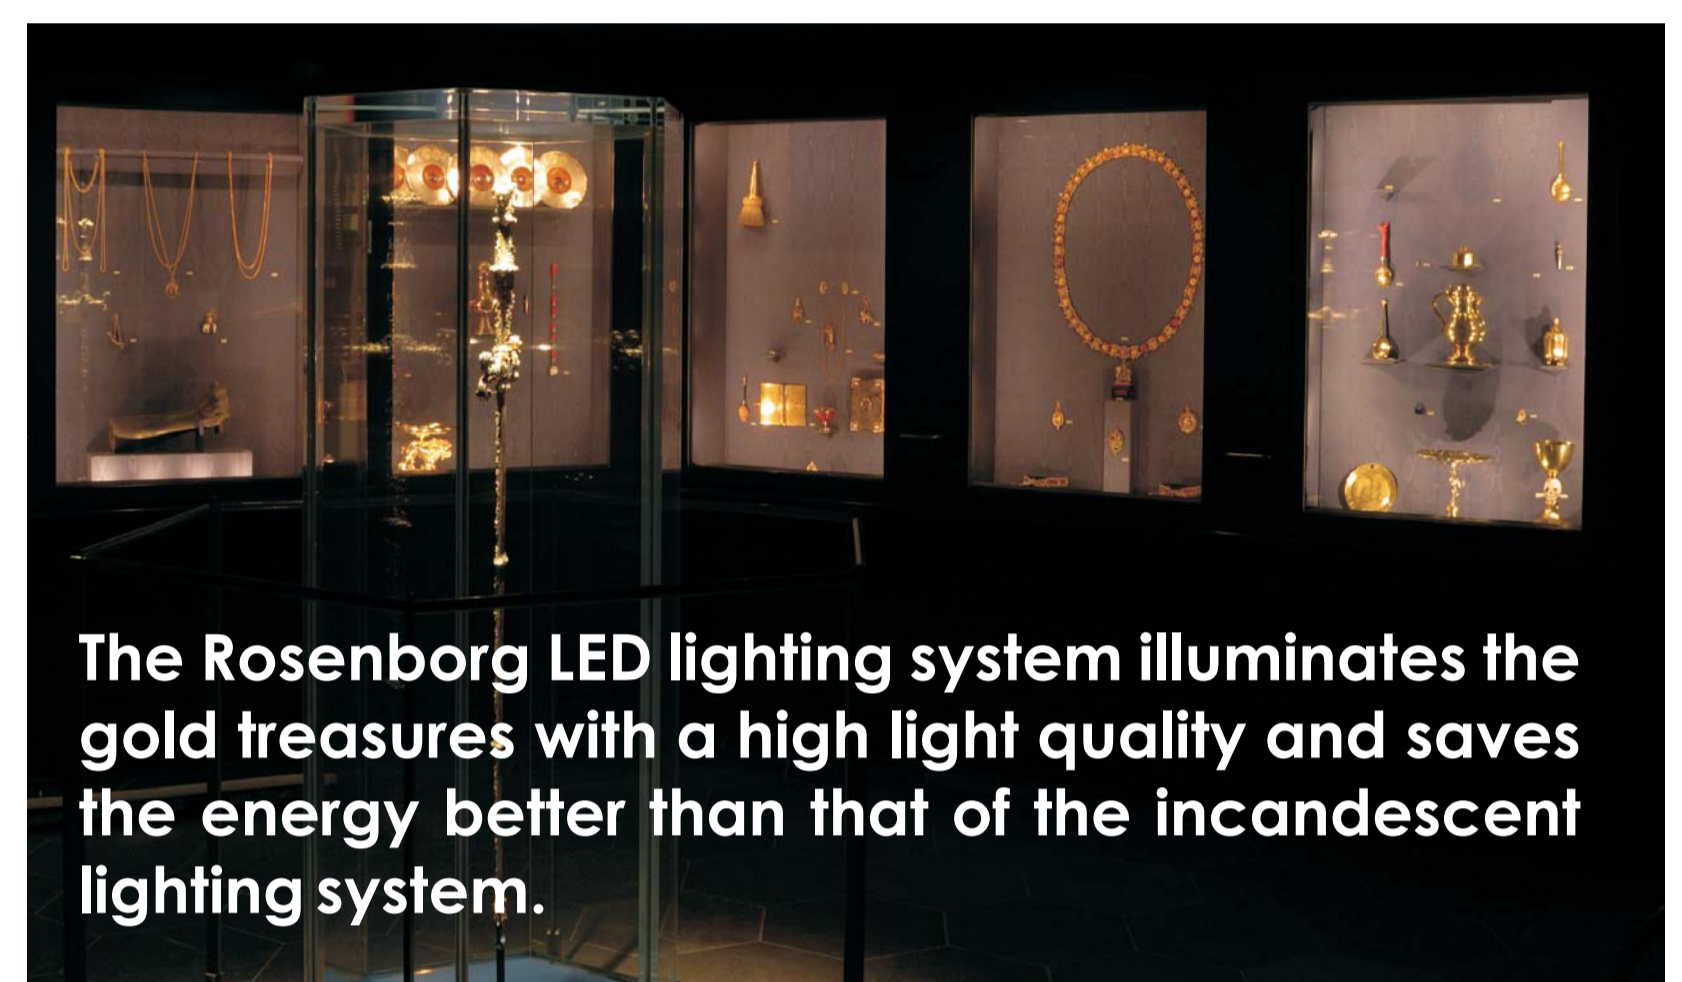 The Rosenborg LED lighting system illuminates the
gold treasures with a high light quality and saves
the energy better than that of the incandescent
lighting system.